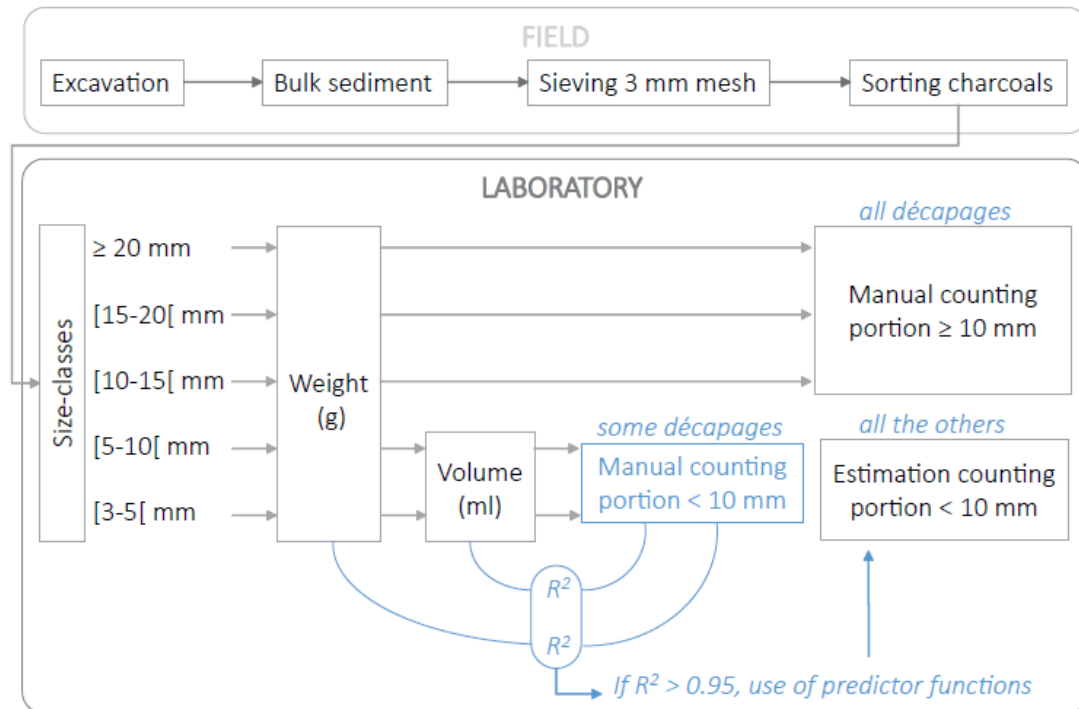 FIELD
Excavation
Bulk sediment
Sieving 3 mm mesh
Sorting charcoals
LABORATORY
Size-classes
≥ 20 mm
[15-20[ mm
[10-15[ mm
[5-10[ mm
[3-5[ mm
Weight
(g)
Volume
(ml)
all décapages
Manual counting
portion ≥ 10 mm
some décapages
Manual counting
portion < 10 mm
all the others
Estimation counting
portion < 10 mm
R²
R²
If R² > 0.95, use of predictor functions